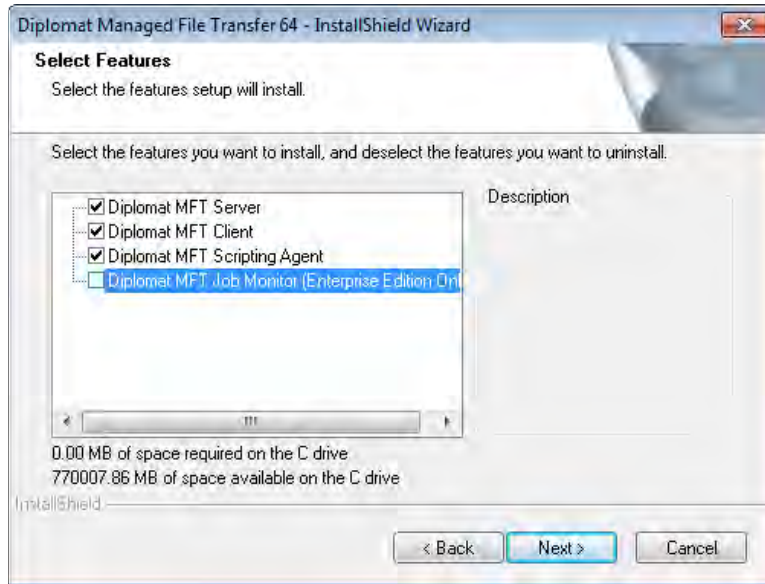 Diplomat Managed File Transfer 64 - InstallShield Wizard
Select Features
Select the features setup will install.
Select the features you want to install, and deselect the features you want to uninstall.
Diplomat MFT Server
Diplomat MFT Client
Diplomat MFT Scripting Agent
Diplomat MFT Job Monitor (Enterprise Edition Onl
Description
0.00 MB of space required on the C drive
770007.86 MB of space available on the C drive
InstallShield
< Back
Next >
Cancel